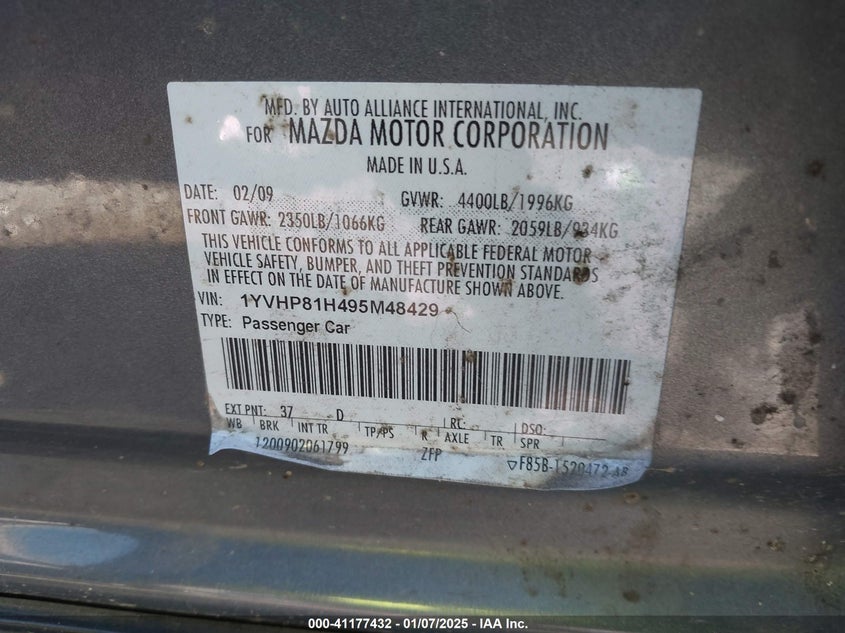 MFD. BY AUTO ALLIANCE INTERNATIONAL, INC.
FOR MAZDA MOTOR CORPORATION
MADE IN U.S.A.
DATE: 02/09 GVWR: 4400LB/1996KG
FRONT GAWR: 2350LB/1066KG REAR GAWR: 2059LB/934KG
THIS VEHICLE CONFORMS TO ALL APPLICABLE FEDERAL MOTOR
VEHICLE SAFETY, BUMPER, AND THEFT PREVENTION STANDARDS
IN EFFECT ON THE DATE OF MANUFACTURE SHOWN ABOVE.
VIN: 1YVHP81H495M48429
TYPE: Passenger Car
EXT PNT: 37 D RC: DSO:
WB BRK INT TR TP/PS R AXLE TR SPR
1200902061799 ZFP ▽F85B-1520472-AB
000-41177432 - 01/07/2025 - IAA Inc.